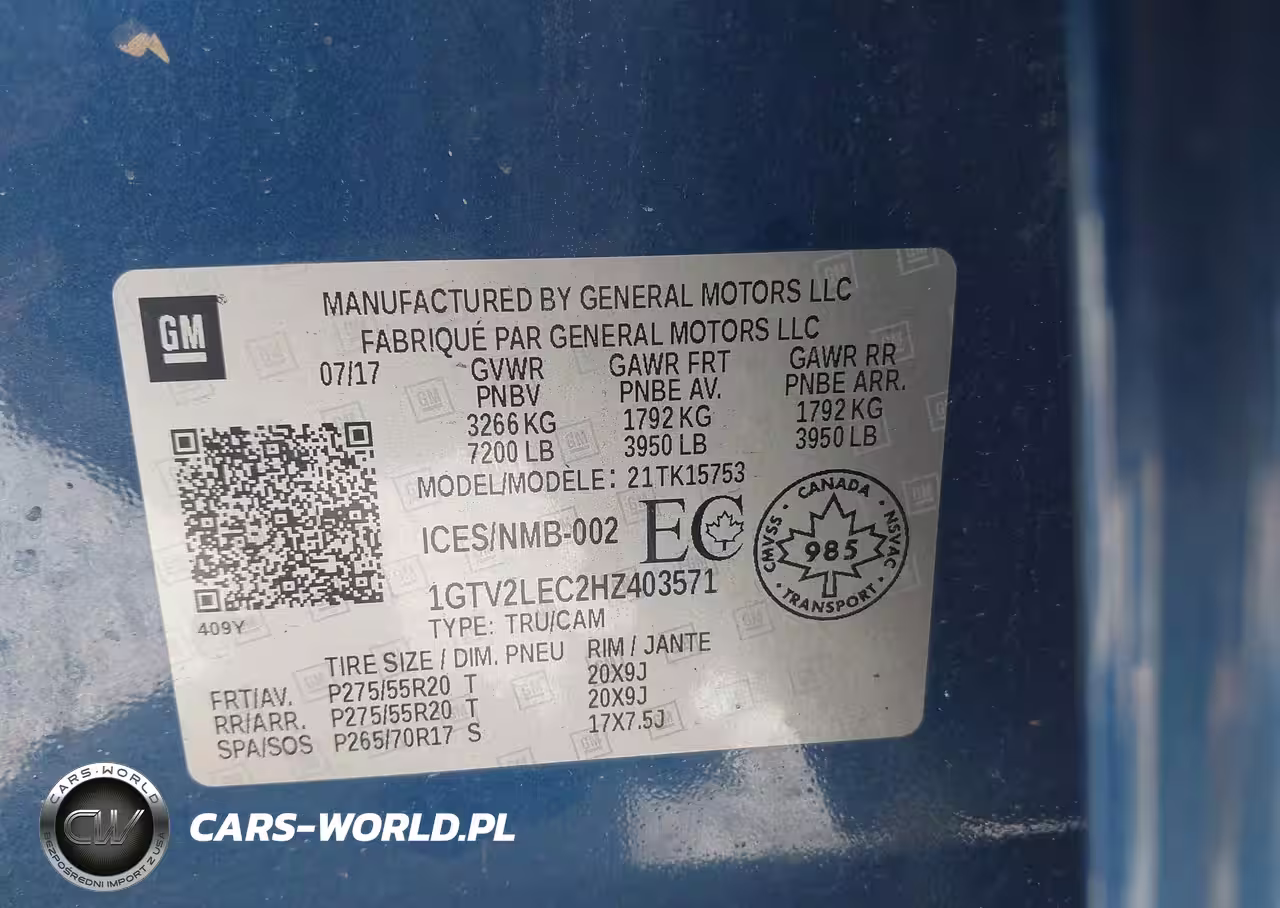 GM
MANUFACTURED BY GENERAL MOTORS LLC
FABRIQUÉ PAR GENERAL MOTORS LLC
07/17 GVWR GAWR FRT GAWR RR
PNBV PNBE AV. PNBE ARR.
3266 KG 1792 KG 1792 KG
7200 LB 3950 LB 3950 LB
MODEL/MODÈLE: 21TK15753
ICES/NMB-002 EC
CANADA · NSVAC · TRANSPORT · CMVSS
985
1GTV2LEC2HZ403571
409Y
TYPE: TRU/CAM
TIRE SIZE / DIM. PNEU RIM / JANTE
FRT/AV. P275/55R20 T 20X9J
RR/ARR. P275/55R20 T 20X9J
SPA/SOS P265/70R17 S 17X7.5J
CARS-WORLD
CW
BEZPOŚREDNI IMPORT Z USA
CARS-WORLD.PL